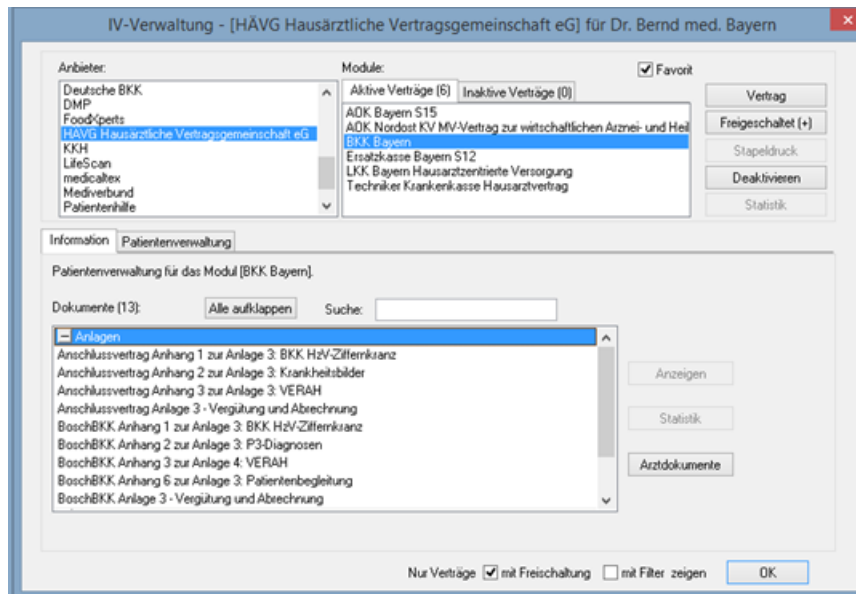 IV-Verwaltung - [HÄVG Hausärztliche Vertragsgemeinschaft eG] für Dr. Bernd med. Bayern
Anbieter:
Deutsche BKK
DMP
FoodXperts
HÄVG Hausärztliche Vertragsgemeinschaft eG
KKH
LifeScan
medicaltex
Mediverbund
Patientenhilfe
Module:
Favorit
Aktive Verträge (6)
Inaktive Verträge (0)
AOK Bayern S15
AOK Nordost KV MV-Vertrag zur wirtschaftlichen Arznei- und Heil
BKK Bayern
Ersatzkasse Bayern S12
LKK Bayern Hausarztzentrierte Versorgung
Techniker Krankenkasse Hausarztvertrag
Vertrag
Freigeschaltet (+)
Stapeldruck
Deaktivieren
Statistik
Information
Patientenverwaltung
Patientenverwaltung für das Modul [BKK Bayern].
Dokumente (13):
Alle aufklappen
Suche:
Anlagen
Anschlussvertrag Anhang 1 zur Anlage 3: BKK HzV-Ziffernkranz
Anschlussvertrag Anhang 2 zur Anlage 3: Krankheitsbilder
Anschlussvertrag Anhang 3 zur Anlage 3: VERAH
Anschlussvertrag Anlage 3 - Vergütung und Abrechnung
BoschBKK Anhang 1 zur Anlage 3: BKK HzV-Ziffernkranz
BoschBKK Anhang 2 zur Anlage 3: P3-Diagnosen
BoschBKK Anhang 3 zur Anlage 4: VERAH
BoschBKK Anhang 6 zur Anlage 3: Patientenbegleitung
BoschBKK Anlage 3 - Vergütung und Abrechnung
Anzeigen
Statistik
Arztdokumente
Nur Verträge
mit Freischaltung
mit Filter zeigen
OK